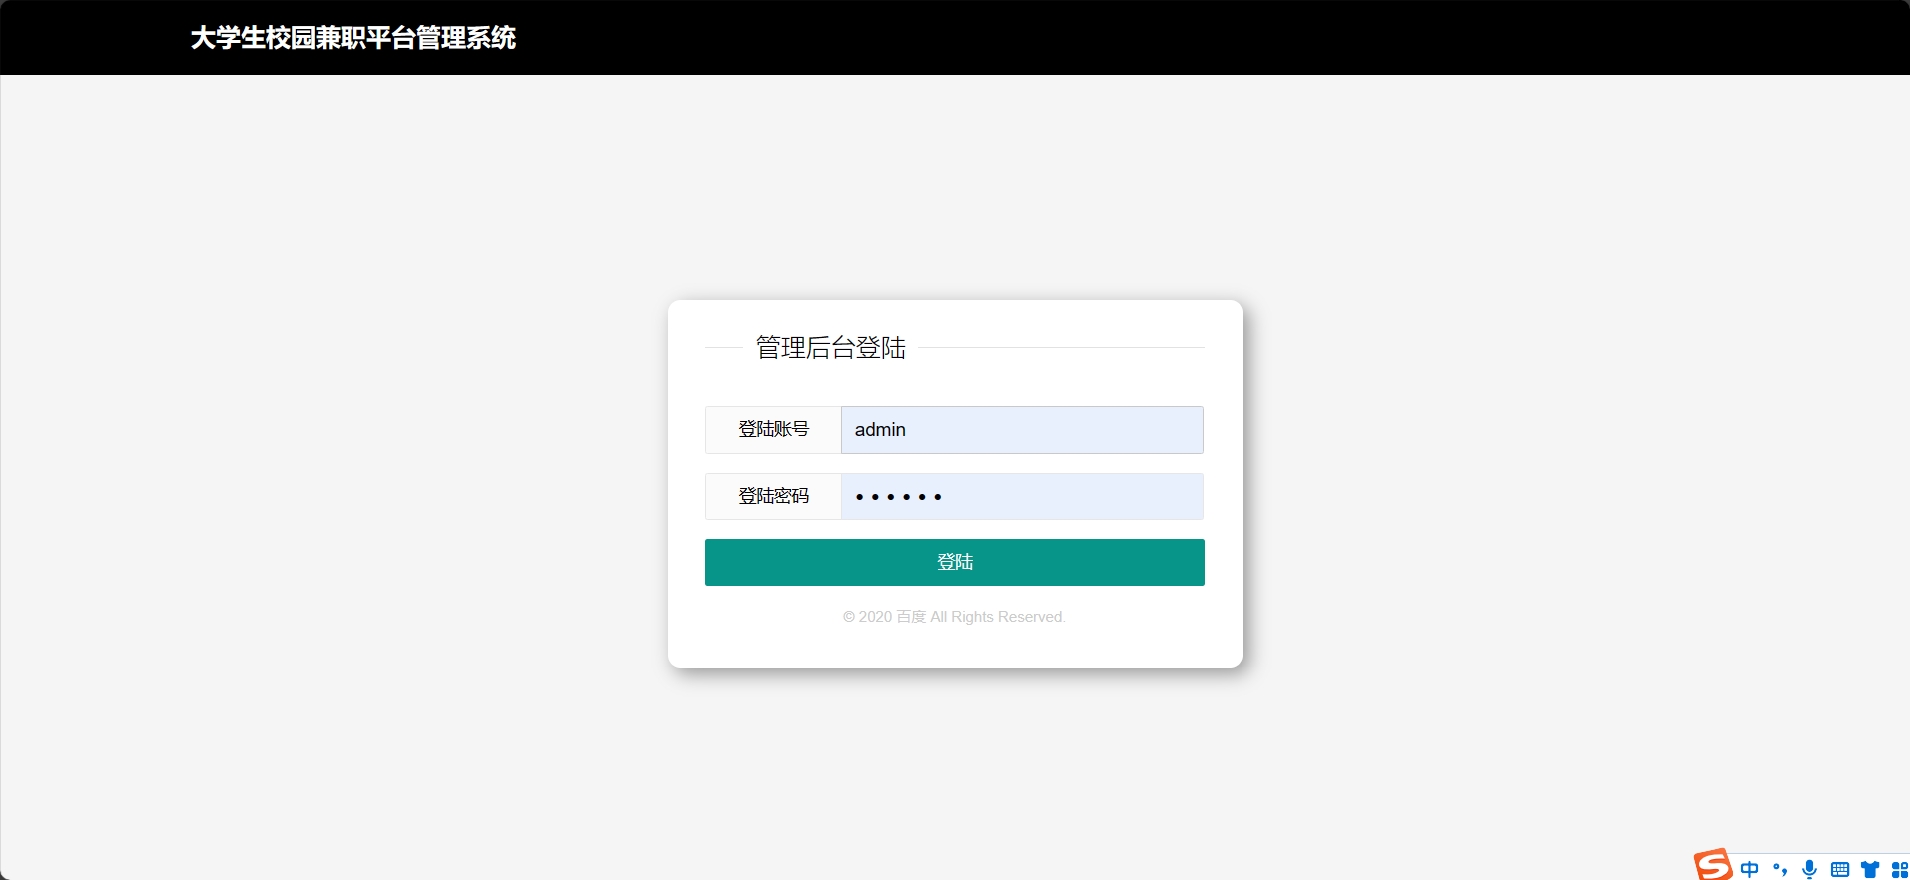 大学生校园兼职平台管理系统
管理后台登陆
登陆账号 admin
登陆密码 ••••••
登陆
© 2020 百度 All Rights Reserved.
S 中